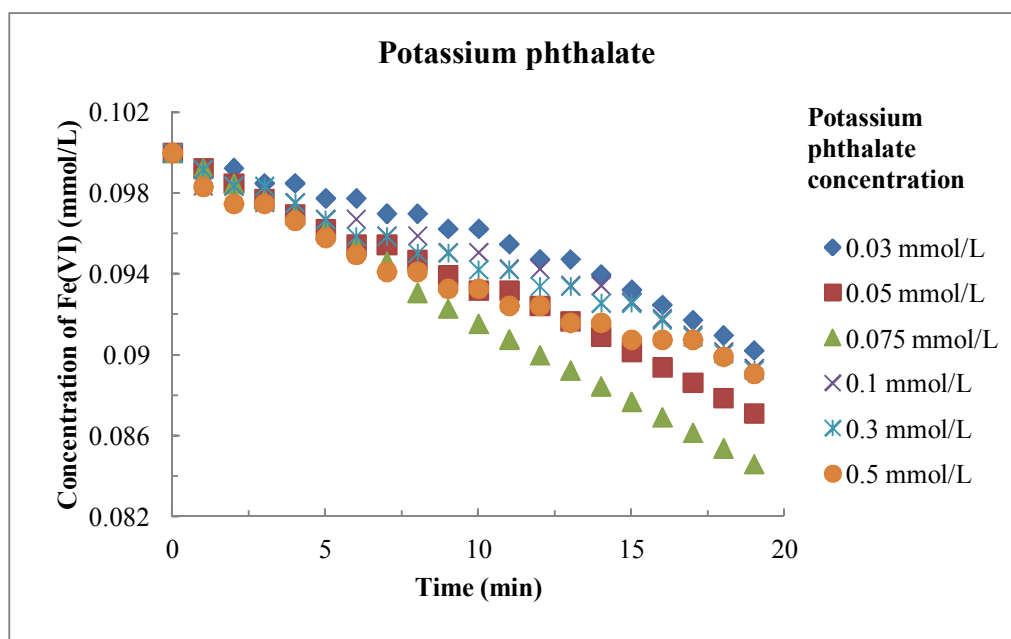 Potassium phthalate
Concentration of Fe(VI) (mmol/L)
0.102
0.098
0.094
0.09
0.086
0.082
0
5
10
15
20
Time (min)
Potassium
phthalate
concentration
0.03 mmol/L
0.05 mmol/L
0.075 mmol/L
0.1 mmol/L
0.3 mmol/L
0.5 mmol/L